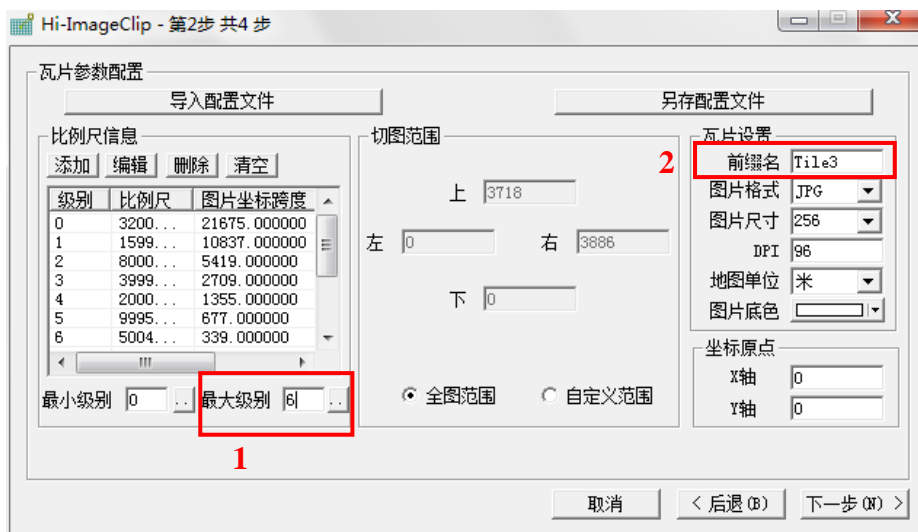 Hi-ImageClip - 第2步 共4 步
瓦片参数配置
导入配置文件
另存配置文件
比例尺信息
添加 编辑 删除 清空
级别 比例尺 图片坐标跨度
0 3200... 21675.000000
1 1599... 10837.000000
2 8000... 5419.000000
3 3999... 2709.000000
4 2000... 1355.000000
5 9995... 677.000000
6 5004... 339.000000
最小级别 0 .. 最大级别 6 ..
1
切图范围
上 3718
左 0 右 3886
下 0
全图范围 自定义范围
2
瓦片设置
前缀名 Tile3
图片格式 JPG
图片尺寸 256
DPI 96
地图单位 米
图片底色
坐标原点
X轴 0
Y轴 0
取消 < 后退(B) 下一步(N) >